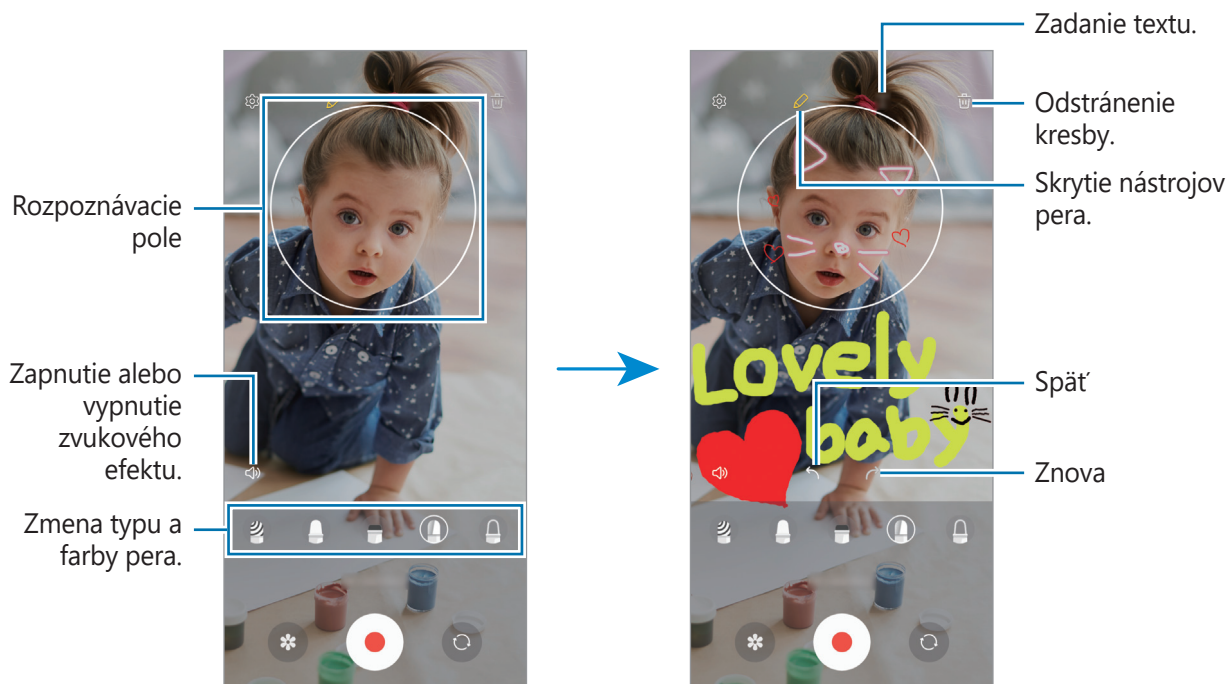 Zadanie textu.
Odstránenie
kresby.
Rozpoznávacie
pole
Skrytie nástrojov
pera.
Lovely
baby
Zapnutie alebo
vypnutie
zvukového
efektu.
Späť
Znova
Zmena typu a
farby pera.